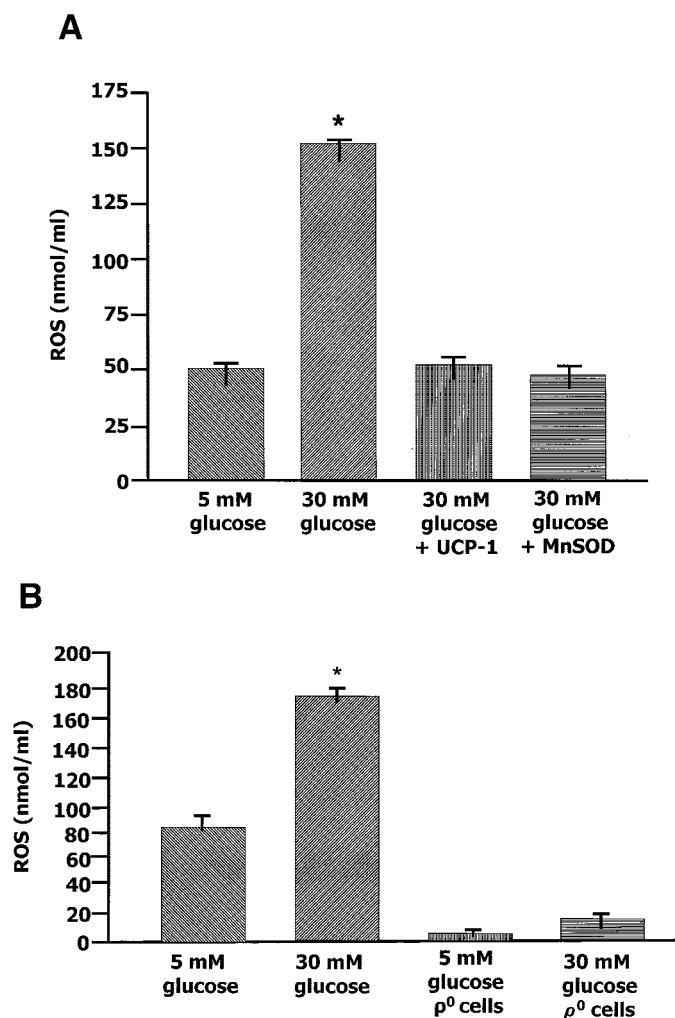 A
ROS (nmol/ml)
175
150
125
100
75
50
25
0
*
5 mM
glucose
30 mM
glucose
30 mM
glucose
+ UCP-1
30 mM
glucose
+ MnSOD
B
ROS (nmol/ml)
200
180
160
140
120
100
80
60
40
20
0
*
5 mM
glucose
30 mM
glucose
5 mM
glucose
ρ⁰ cells
30 mM
glucose
ρ⁰ cells